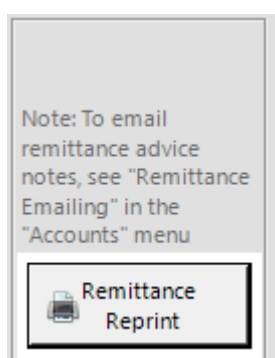 Note: To email
remittance advice
notes, see "Remittance
Emailing" in the
"Accounts" menu
Remittance
Reprint